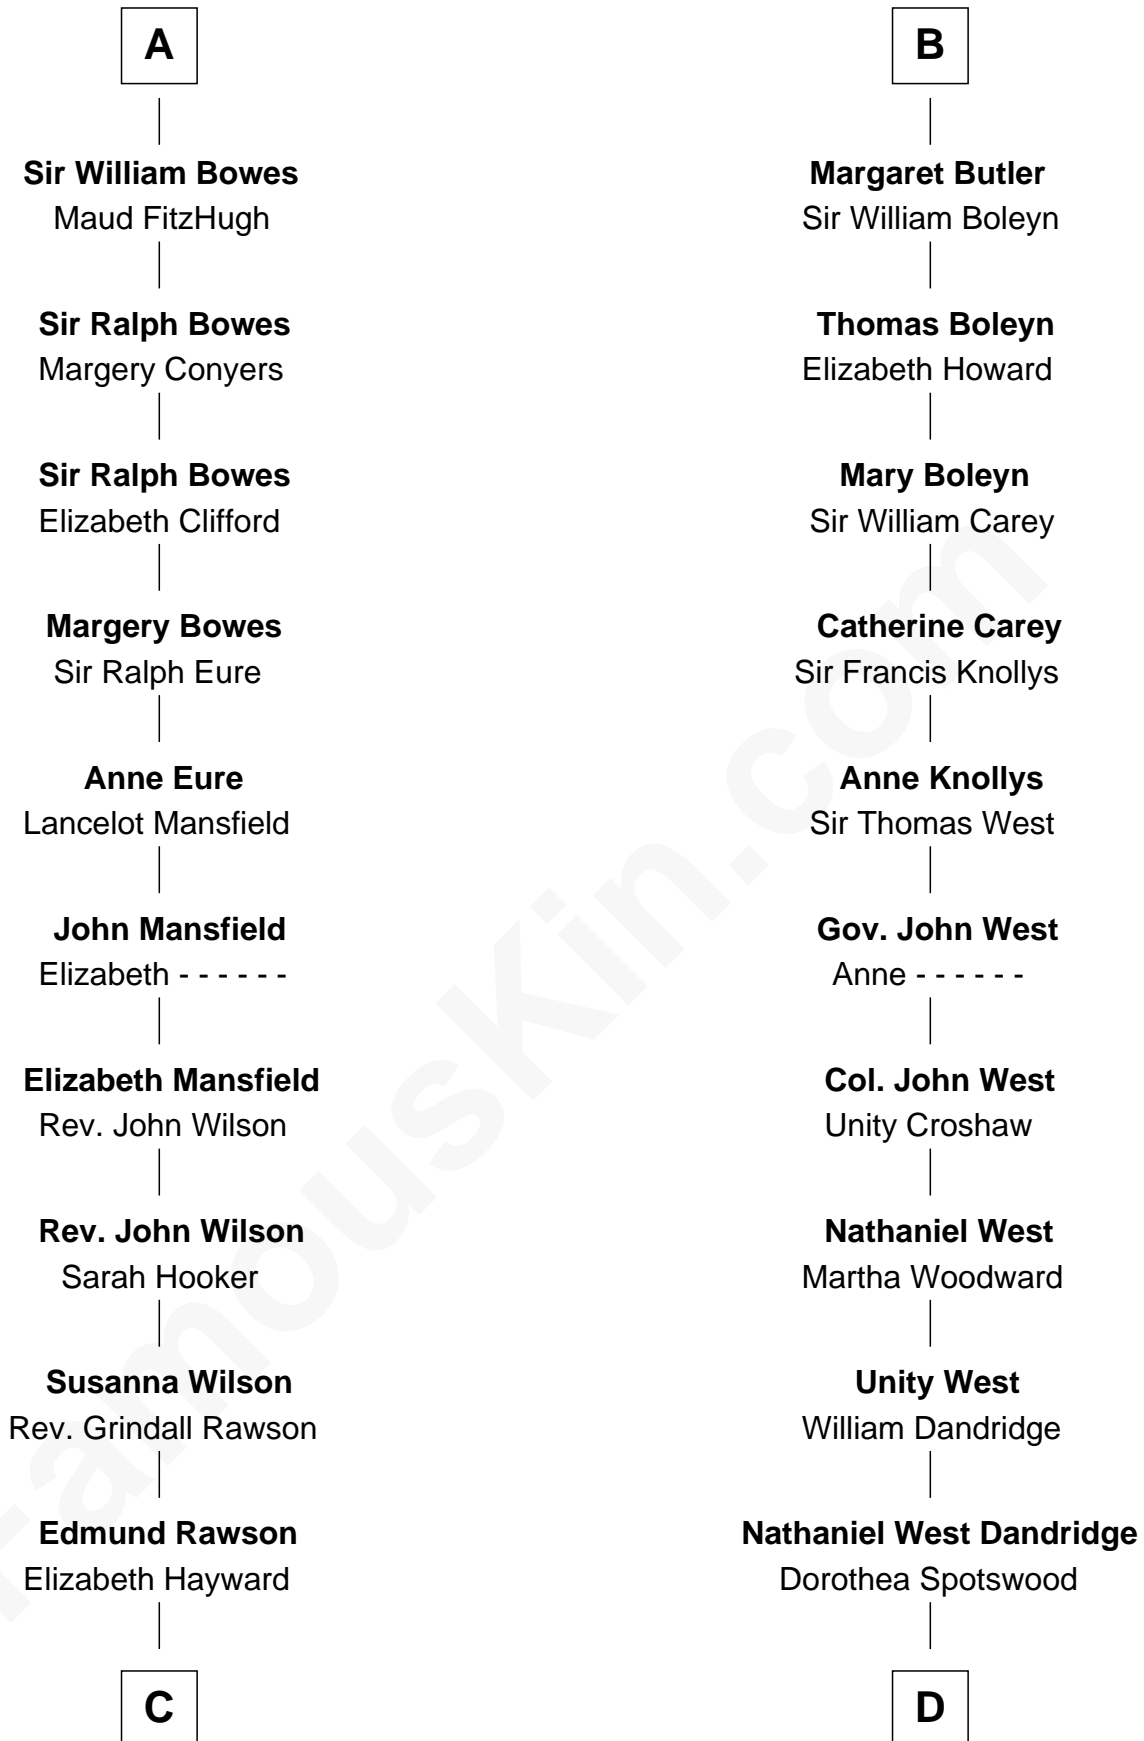 A
Sir William Bowes
Maud FitzHugh
Sir Ralph Bowes
Margery Conyers
Sir Ralph Bowes
Elizabeth Clifford
Margery Bowes
Sir Ralph Eure
Anne Eure
Lancelot Mansfield
John Mansfield
Elizabeth - - - - - -
Elizabeth Mansfield
Rev. John Wilson
Rev. John Wilson
Sarah Hooker
Susanna Wilson
Rev. Grindall Rawson
Edmund Rawson
Elizabeth Hayward
C
B
Margaret Butler
Sir William Boleyn
Thomas Boleyn
Elizabeth Howard
Mary Boleyn
Sir William Carey
Catherine Carey
Sir Francis Knollys
Anne Knollys
Sir Thomas West
Gov. John West
Anne - - - - - -
Col. John West
Unity Croshaw
Nathaniel West
Martha Woodward
Unity West
William Dandridge
Nathaniel West Dandridge
Dorothea Spotswood
D
FamousKin.com